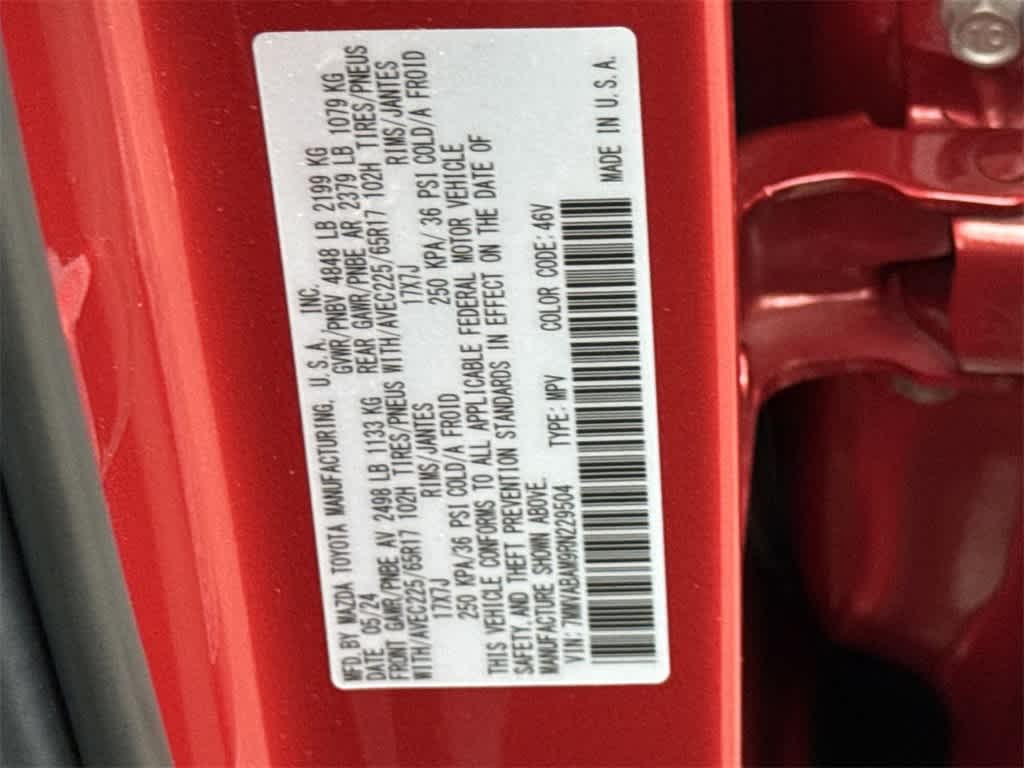 MFD.BY MAZDA TOYOTA MANUFACTURING, U.S.A, INC.
DATE 05/24 GVWR/PNBV 4848 LB 2199 KG
FRONT GAWR/PNBE AV 2498 LB 1133 KG REAR GAWR/PNBE AR 2379 LB 1079 KG
WITH/AVEC225/65R17 102H TIRES/PNEUS WITH/AVEC225/65R17 102H TIRES/PNEUS
17X7J RIMS/JANTES 17X7J RIMS/JANTES
250 KPA/36 PSI COLD/A FROID 250 KPA/ 36 PSI COLD/A FROID
THIS VEHICLE CONFORMS TO ALL APPLICABLE FEDERAL MOTOR VEHICLE
SAFETY, AND THEFT PREVENTION STANDARDS IN EFFECT ON THE DATE OF
MANUFACTURE SHOWN ABOVE.
VIN: 7MMVABAM9RN229504 TYPE: MPV COLOR CODE: 46V
MADE IN U.S.A.
10